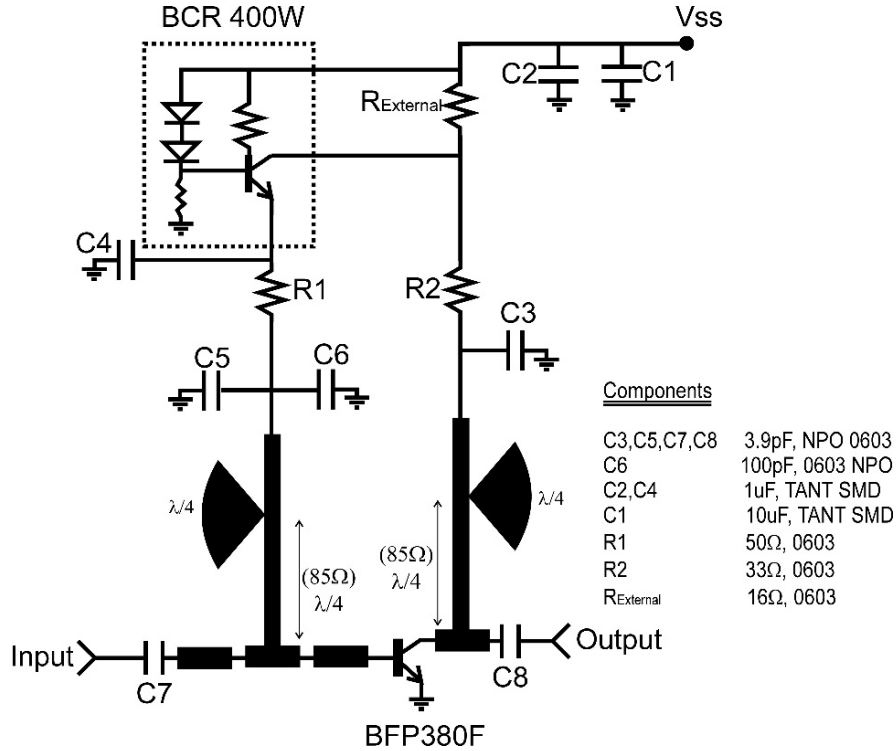 BCR 400W
Vss
C2
C1
RExternal
C4
R1
R2
C3
C5
C6
Components
C3,C5,C7,C8 3.9pF, NPO 0603
C6 100pF, 0603 NPO
C2,C4 1uF, TANT SMD
C1 10uF, TANT SMD
R1 50Ω, 0603
R2 33Ω, 0603
RExternal 16Ω, 0603
λ/4
(85Ω)
λ/4
(85Ω)
λ/4
λ/4
Input
C7
C8
Output
BFP380F